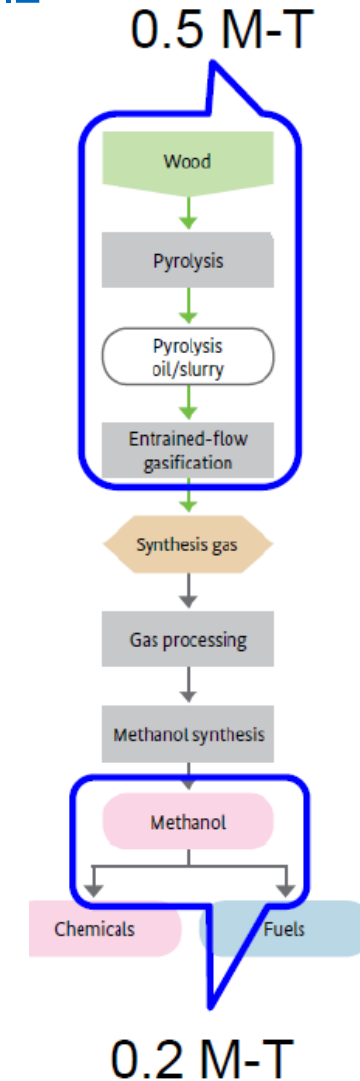 0.5 M-T
Wood
Pyrolysis
Pyrolysis
oil/slurry
Entrained-flow
gasification
Synthesis gas
Gas processing
Methanol synthesis
Methanol
Chemicals
Fuels
0.2 M-T